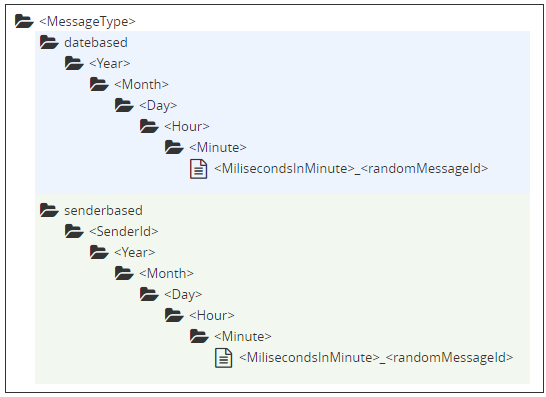 <MessageType>
datebased
<Year>
<Month>
<Day>
<Hour>
<Minute>
<MilisecondsInMinute>_<randomMessageId>
senderbased
<SenderId>
<Year>
<Month>
<Day>
<Hour>
<Minute>
<MilisecondsInMinute>_<randomMessageId>